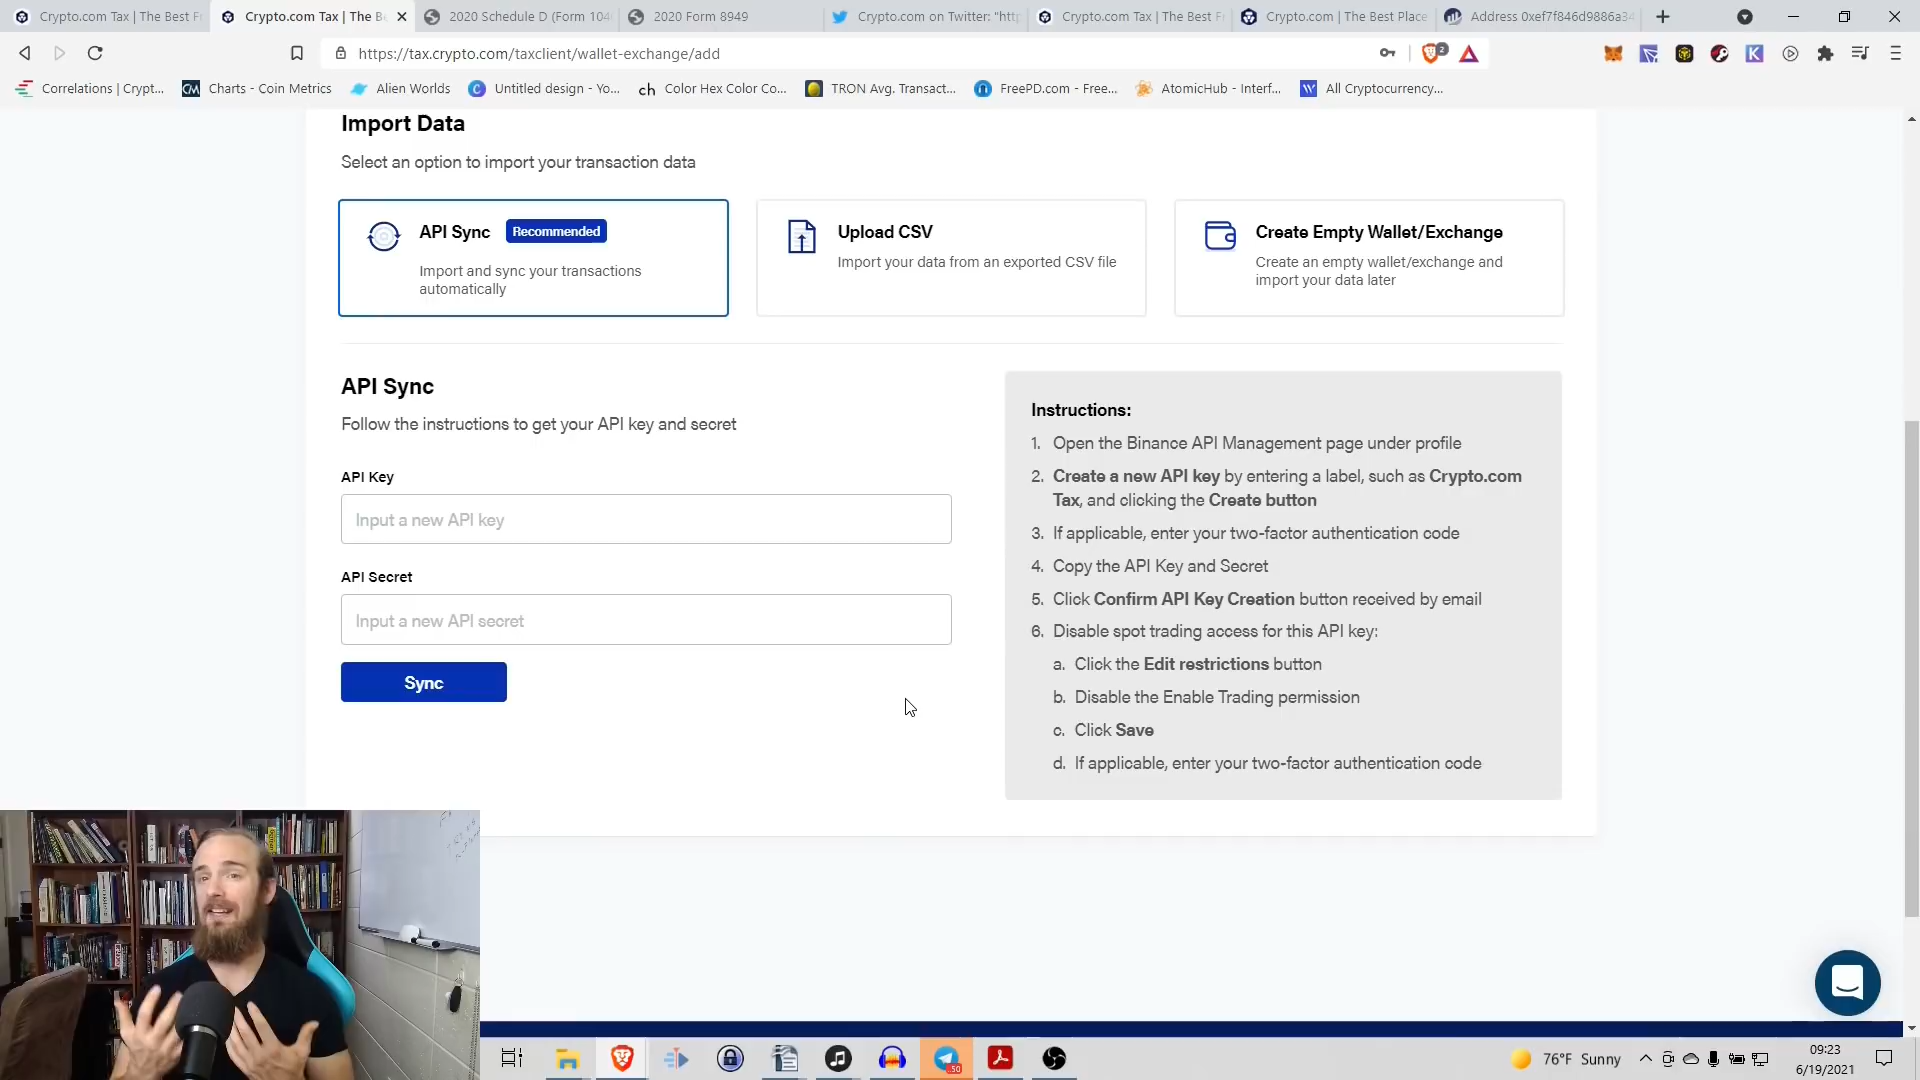 Crypto.com Tax | The Best Fr
Crypto.com Tax | The Be
2020 Schedule D (Form 104
2020 Form 8949
Crypto.com on Twitter: "http
Crypto.com Tax | The Best Fr
Crypto.com | The Best Place
Address 0xef7f846d9886a34
https://tax.crypto.com/taxclient/wallet-exchange/add
2
Correlations | Crypt...
CM
Charts - Coin Metrics
Alien Worlds
Untitled design - Yo...
ch
Color Hex Color Co...
TRON Avg. Transact...
FreePD.com - Free...
AtomicHub - Interf...
All Cryptocurrency...
Import Data
Select an option to import your transaction data
API Sync
Recommended
Import and sync your transactions
automatically
Upload CSV
Import your data from an exported CSV file
Create Empty Wallet/Exchange
Create an empty wallet/exchange and
import your data later
API Sync
Follow the instructions to get your API key and secret
API Key
Input a new API key
API Secret
Input a new API secret
Sync
Instructions:
1. Open the Binance API Management page under profile
2. Create a new API key by entering a label, such as Crypto.com
Tax, and clicking the Create button
3. If applicable, enter your two-factor authentication code
4. Copy the API Key and Secret
5. Click Confirm API Key Creation button received by email
6. Disable spot trading access for this API key:
a. Click the Edit restrictions button
b. Disable the Enable Trading permission
c. Click Save
d. If applicable, enter your two-factor authentication code
.50
76°F Sunny
09:23
6/19/2021